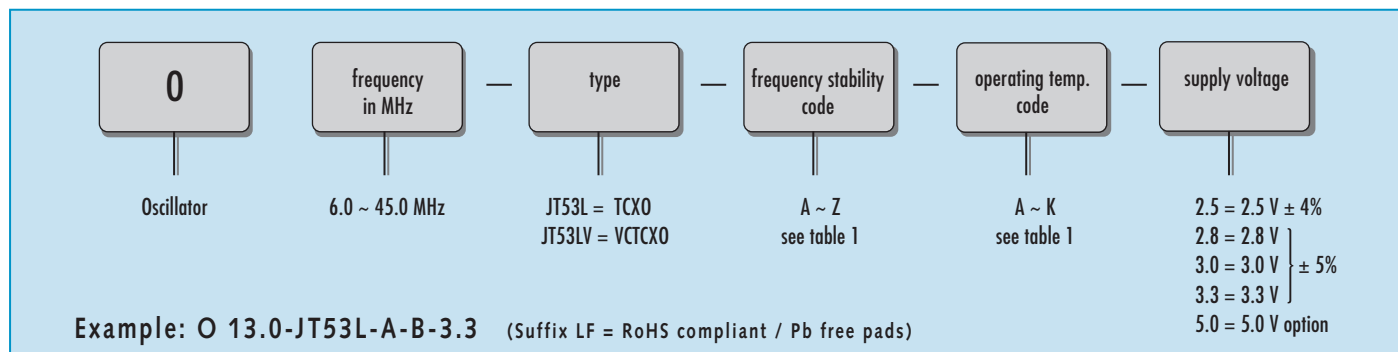 O
Oscillator
frequency
in MHz
6.0 ~ 45.0 MHz
—
type
JT53L = TCXO
JT53LV = VCTCXO
—
frequency stability
code
A ~ Z
see table 1
—
operating temp.
code
A ~ K
see table 1
—
supply voltage
2.5 = 2.5 V ± 4%
2.8 = 2.8 V
3.0 = 3.0 V
± 5%
3.3 = 3.3 V
5.0 = 5.0 V option
Example: O 13.0-JT53L-A-B-3.3 (Suffix LF = RoHS compliant / Pb free pads)